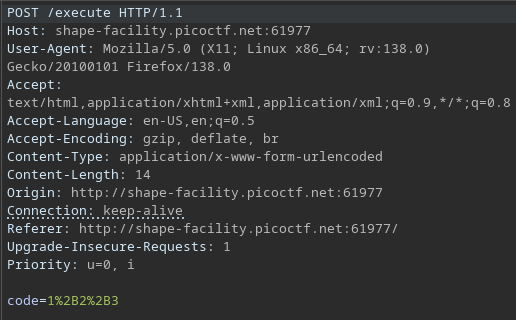 POST /execute HTTP/1.1
Host: shape-facility.picoctf.net:61977
User-Agent: Mozilla/5.0 (X11; Linux x86_64; rv:138.0)
Gecko/20100101 Firefox/138.0
Accept:
text/html,application/xhtml+xml,application/xml;q=0.9,*/*;q=0.8
Accept-Language: en-US,en;q=0.5
Accept-Encoding: gzip, deflate, br
Content-Type: application/x-www-form-urlencoded
Content-Length: 14
Origin: http://shape-facility.picoctf.net:61977
Connection: keep-alive
Referer: http://shape-facility.picoctf.net:61977/
Upgrade-Insecure-Requests: 1
Priority: u=0, i
code=1%2B2%2B3